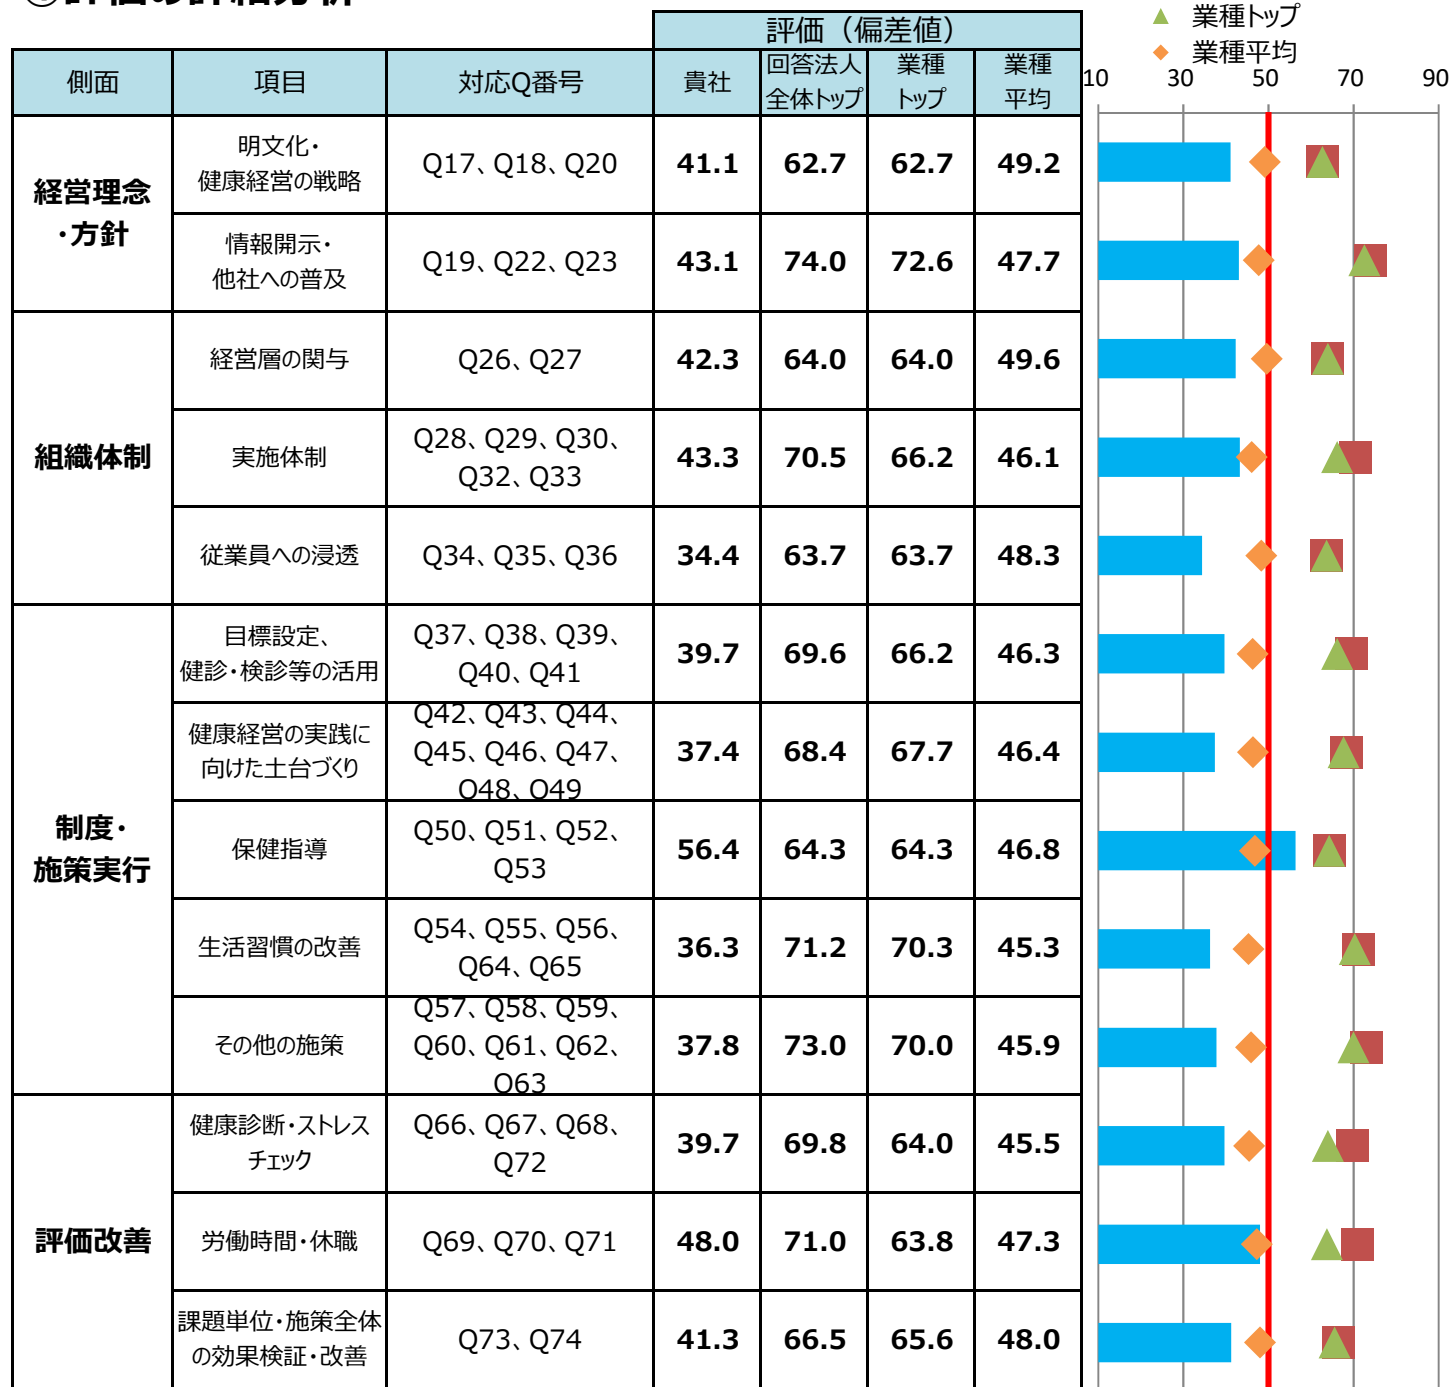 ①評価の詳細分析
業種トップ
業種平均
評価（偏差値）
側面 項目 対応Q番号 貴社 回答法人全体トップ 業種トップ 業種平均
10 30 50 70 90
経営理念・方針
明文化・
健康経営の戦略
Q17、Q18、Q20
41.1 62.7 62.7 49.2
情報開示・
他社への普及
Q19、Q22、Q23
43.1 74.0 72.6 47.7
組織体制
経営層の関与
Q26、Q27
42.3 64.0 64.0 49.6
実施体制
Q28、Q29、Q30、
Q32、Q33
43.3 70.5 66.2 46.1
従業員への浸透
Q34、Q35、Q36
34.4 63.7 63.7 48.3
制度・
施策実行
目標設定、
健診・検診等の活用
Q37、Q38、Q39、
Q40、Q41
39.7 69.6 66.2 46.3
健康経営の実践に
向けた土台づくり
Q42、Q43、Q44、
Q45、Q46、Q47、
Q48、Q49
37.4 68.4 67.7 46.4
保健指導
Q50、Q51、Q52、
Q53
56.4 64.3 64.3 46.8
生活習慣の改善
Q54、Q55、Q56、
Q64、Q65
36.3 71.2 70.3 45.3
その他の施策
Q57、Q58、Q59、
Q60、Q61、Q62、
Q63
37.8 73.0 70.0 45.9
評価改善
健康診断・ストレス
チェック
Q66、Q67、Q68、
Q72
39.7 69.8 64.0 45.5
労働時間・休職
Q69、Q70、Q71
48.0 71.0 63.8 47.3
課題単位・施策全体
の効果検証・改善
Q73、Q74
41.3 66.5 65.6 48.0